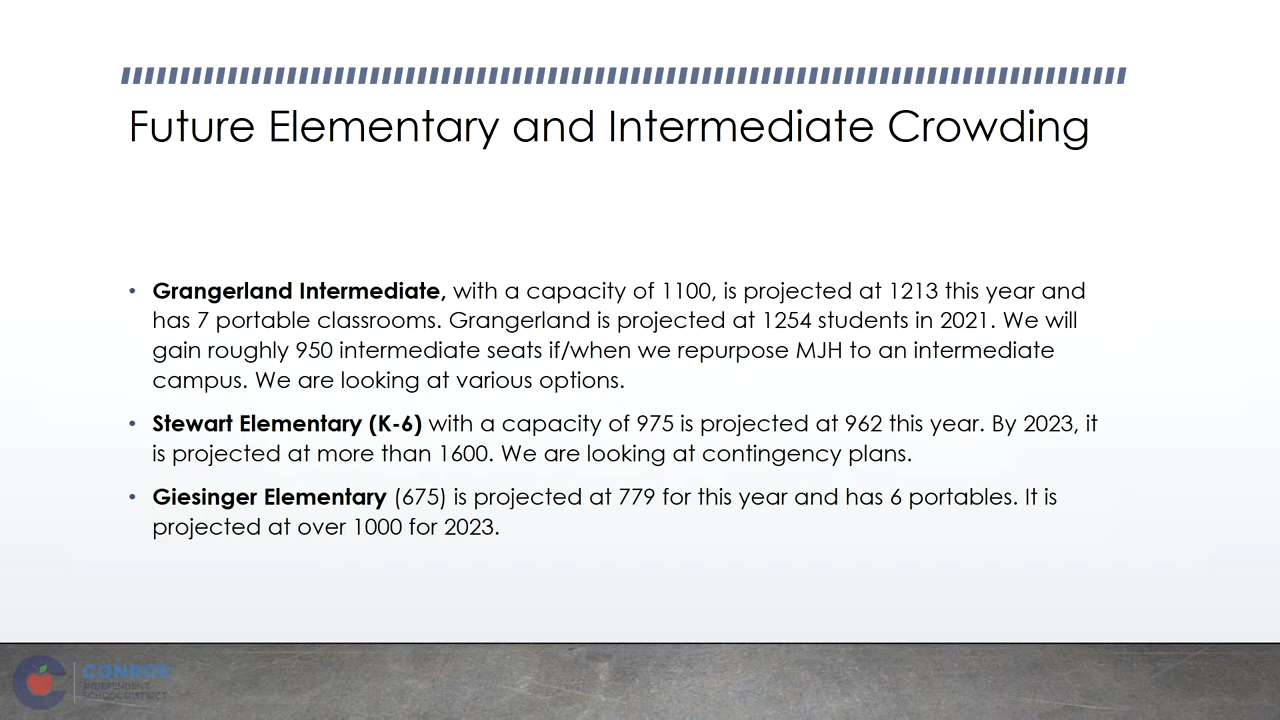 Future Elementary and Intermediate Crowding
• Grangerland Intermediate, with a capacity of 1100, is projected at 1213 this year and
has 7 portable classrooms. Grangerland is projected at 1254 students in 2021. We will
gain roughly 950 intermediate seats if/when we repurpose MJH to an intermediate
campus. We are looking at various options.
• Stewart Elementary (K-6) with a capacity of 975 is projected at 962 this year. By 2023, it
is projected at more than 1600. We are looking at contingency plans.
• Giesinger Elementary (675) is projected at 779 for this year and has 6 portables. It is
projected at over 1000 for 2023.
CONROE
INDEPENDENT
SCHOOL DISTRICT